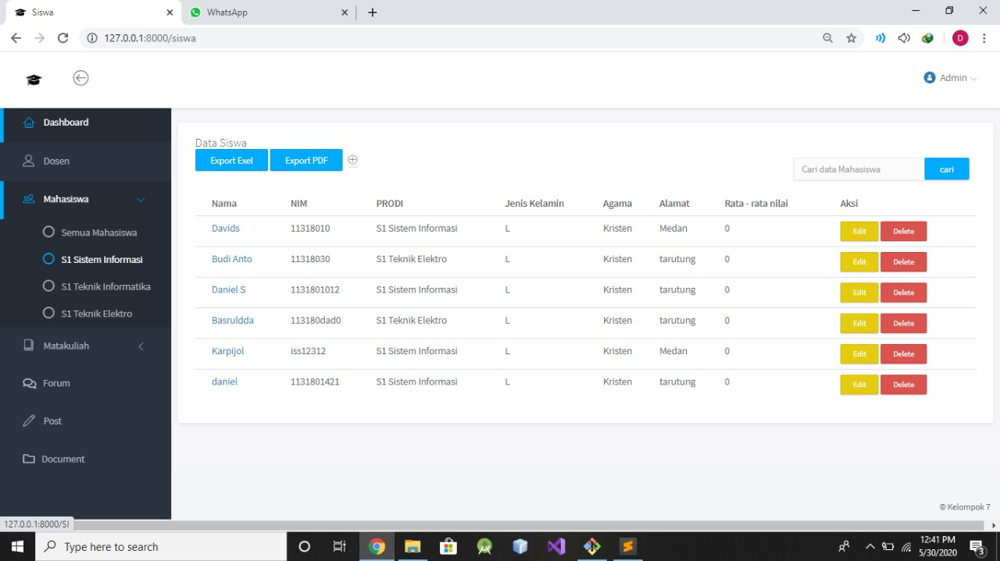 Siswa
WhatsApp
127.0.0.1:8000/siswa
D
Admin
Dashboard
Dosen
Mahasiswa
Semua Mahasiswa
S1 Sistem Informasi
S1 Teknik Informatika
S1 Teknik Elektro
Matakuliah
Forum
Post
Document
Data Siswa
Export Exel Export PDF
Cari data Mahasiswa cari
Nama NIM PRODI Jenis Kelamin Agama Alamat Rata - rata nilai Aksi
Davids 11318010 S1 Sistem Informasi L Kristen Medan 0 Edit Delete
Budi Anto 11318030 S1 Teknik Elektro L Kristen tarutung 0 Edit Delete
Daniel S 1131801012 S1 Sistem Informasi L Kristen tarutung 0 Edit Delete
Basruldda 113180dad0 S1 Teknik Elektro L Kristen tarutung 0 Edit Delete
Karpijol iss12312 S1 Sistem Informasi L Kristen Medan 0 Edit Delete
daniel 1131801421 S1 Sistem Informasi L Kristen tarutung 0 Edit Delete
© Kelompok 7
127.0.0.1:8000/SI
Type here to search
12:41 PM
5/30/2020
3